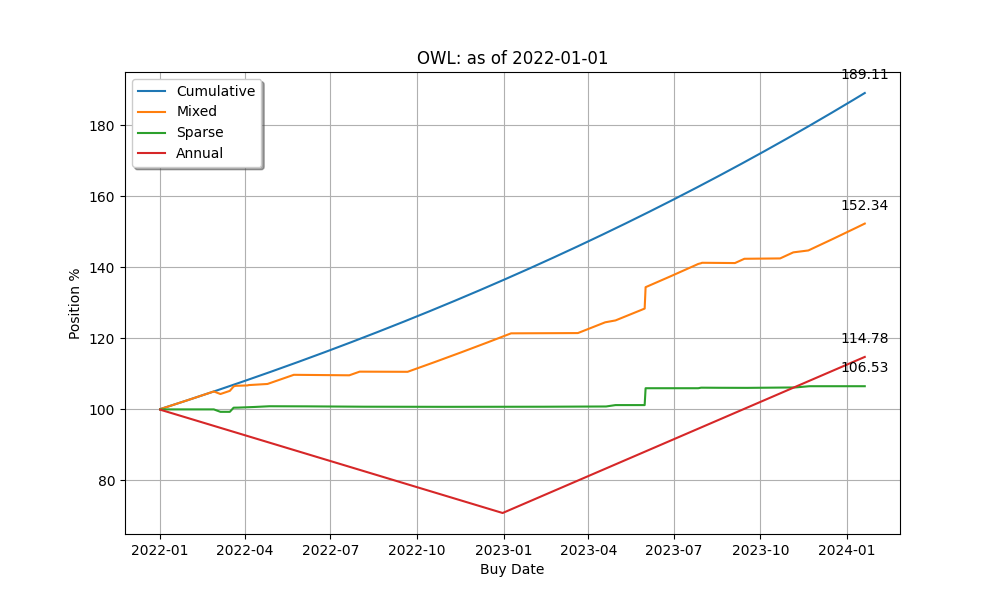 OWL: as of 2022-01-01
Cumulative
Mixed
Sparse
Annual
189.11
152.34
114.78
106.53
Position %
180
160
140
120
100
80
2022-01 2022-04 2022-07 2022-10 2023-01 2023-04 2023-07 2023-10 2024-01
Buy Date